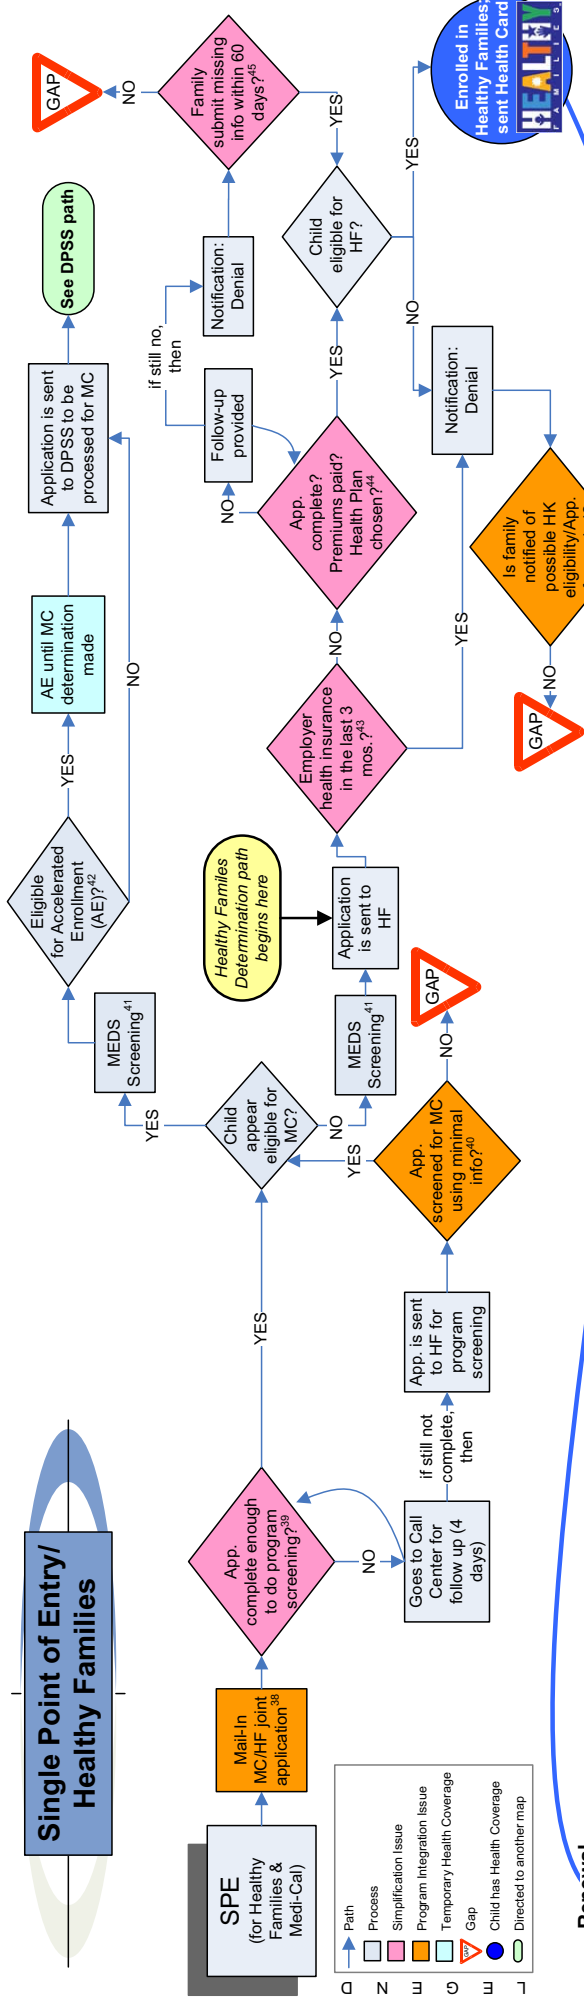 Single Point of Entry/
Healthy Families
SPE
(for Healthy
Families &
Medi-Cal)
Mail-In
MC/HF joint
application38
App.
complete enough
to do program
screening?39
YES
NO
Goes to Call
Center for
follow up (4
days)
if still not
complete,
then
App. is sent
to HF for
program
screening
App.
screened for MC
using minimal
info?40
NO
GAP
YES
Child
appear
eligible for
MC?
YES
MEDS
Screening41
Eligible
for Accelerated
Enrollment
(AE)?42
YES
AE until MC
determination
made
NO
Application is sent
to DPSS to be
processed for MC
See DPSS path
NO
MEDS
Screening41
Application
is sent to
HF
Healthy Familes
Determination path
begins here
Employer
health insurance
in the last 3
mos.?43
NO
YES
App.
complete?
Premiums paid?
Health Plan
chosen?44
NO
Follow-up
provided
if still no,
then
Notification:
Denial
Family
submit missing
info within 60
days?45
NO
GAP
YES
YES
Child
eligible for
HF?
YES
NO
Notification:
Denial
Is family
notified of
possible HK
eligibility/App.
NO
GAP
Enrolled in
Healthy Families;
sent Health Card
HEALTHY
FAMILIES
LEGEND
Path
Process
Simplification Issue
Program Integration Issue
Temporary Health Coverage
GAP
Gap
Child has Health Coverage
Directed to another map
Renewal